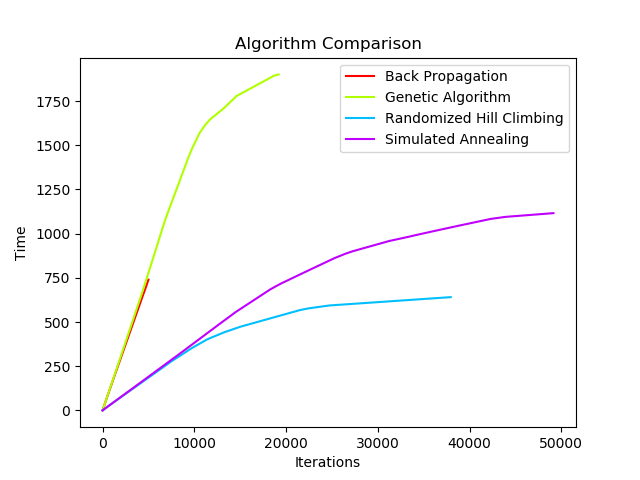 Algorithm Comparison
Back Propagation
Genetic Algorithm
Randomized Hill Climbing
Simulated Annealing
1750
1500
1250
1000
750
500
250
0
Time
0 10000 20000 30000 40000 50000
Iterations